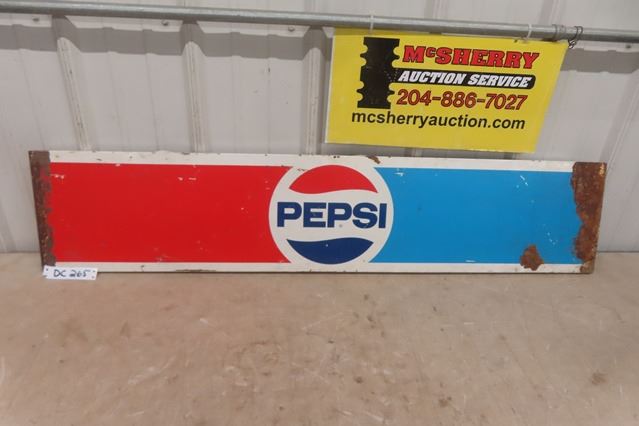 McSHERRY
AUCTION SERVICE
204-886-7027
mcsherryauction.com
PEPSI
DC 265